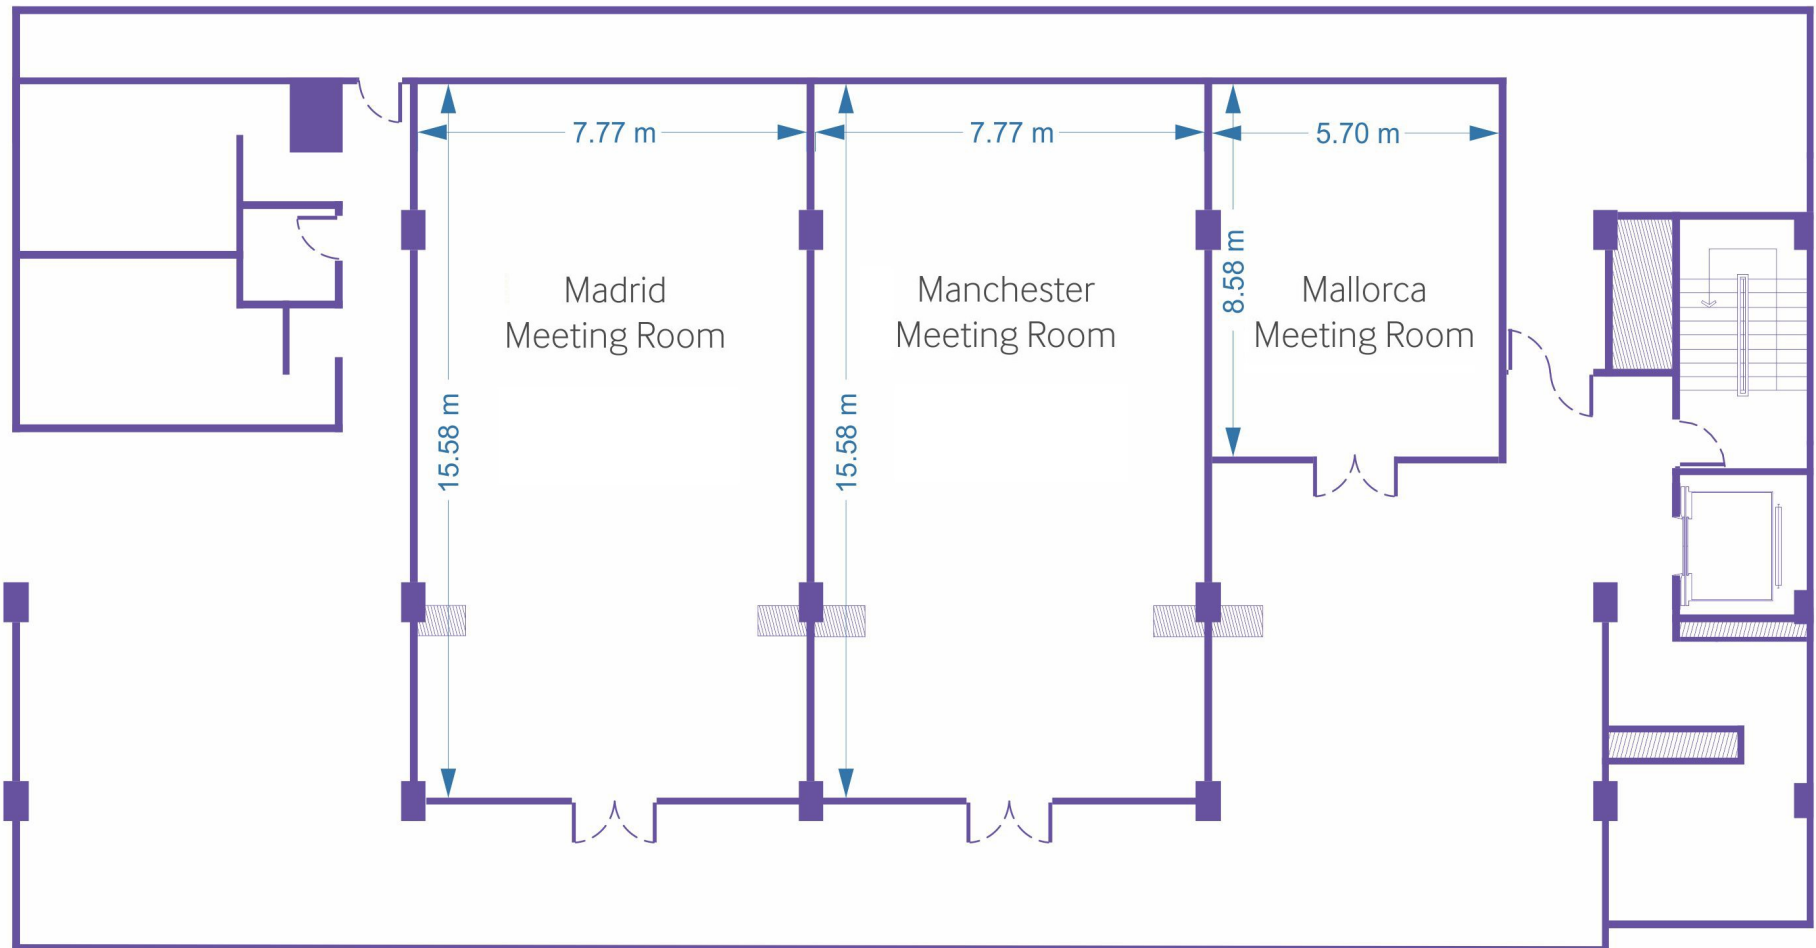 7.77 m
7.77 m
5.70 m
8.58 m
Madrid
Meeting Room
Manchester
Meeting Room
Mallorca
Meeting Room
15.58 m
15.58 m